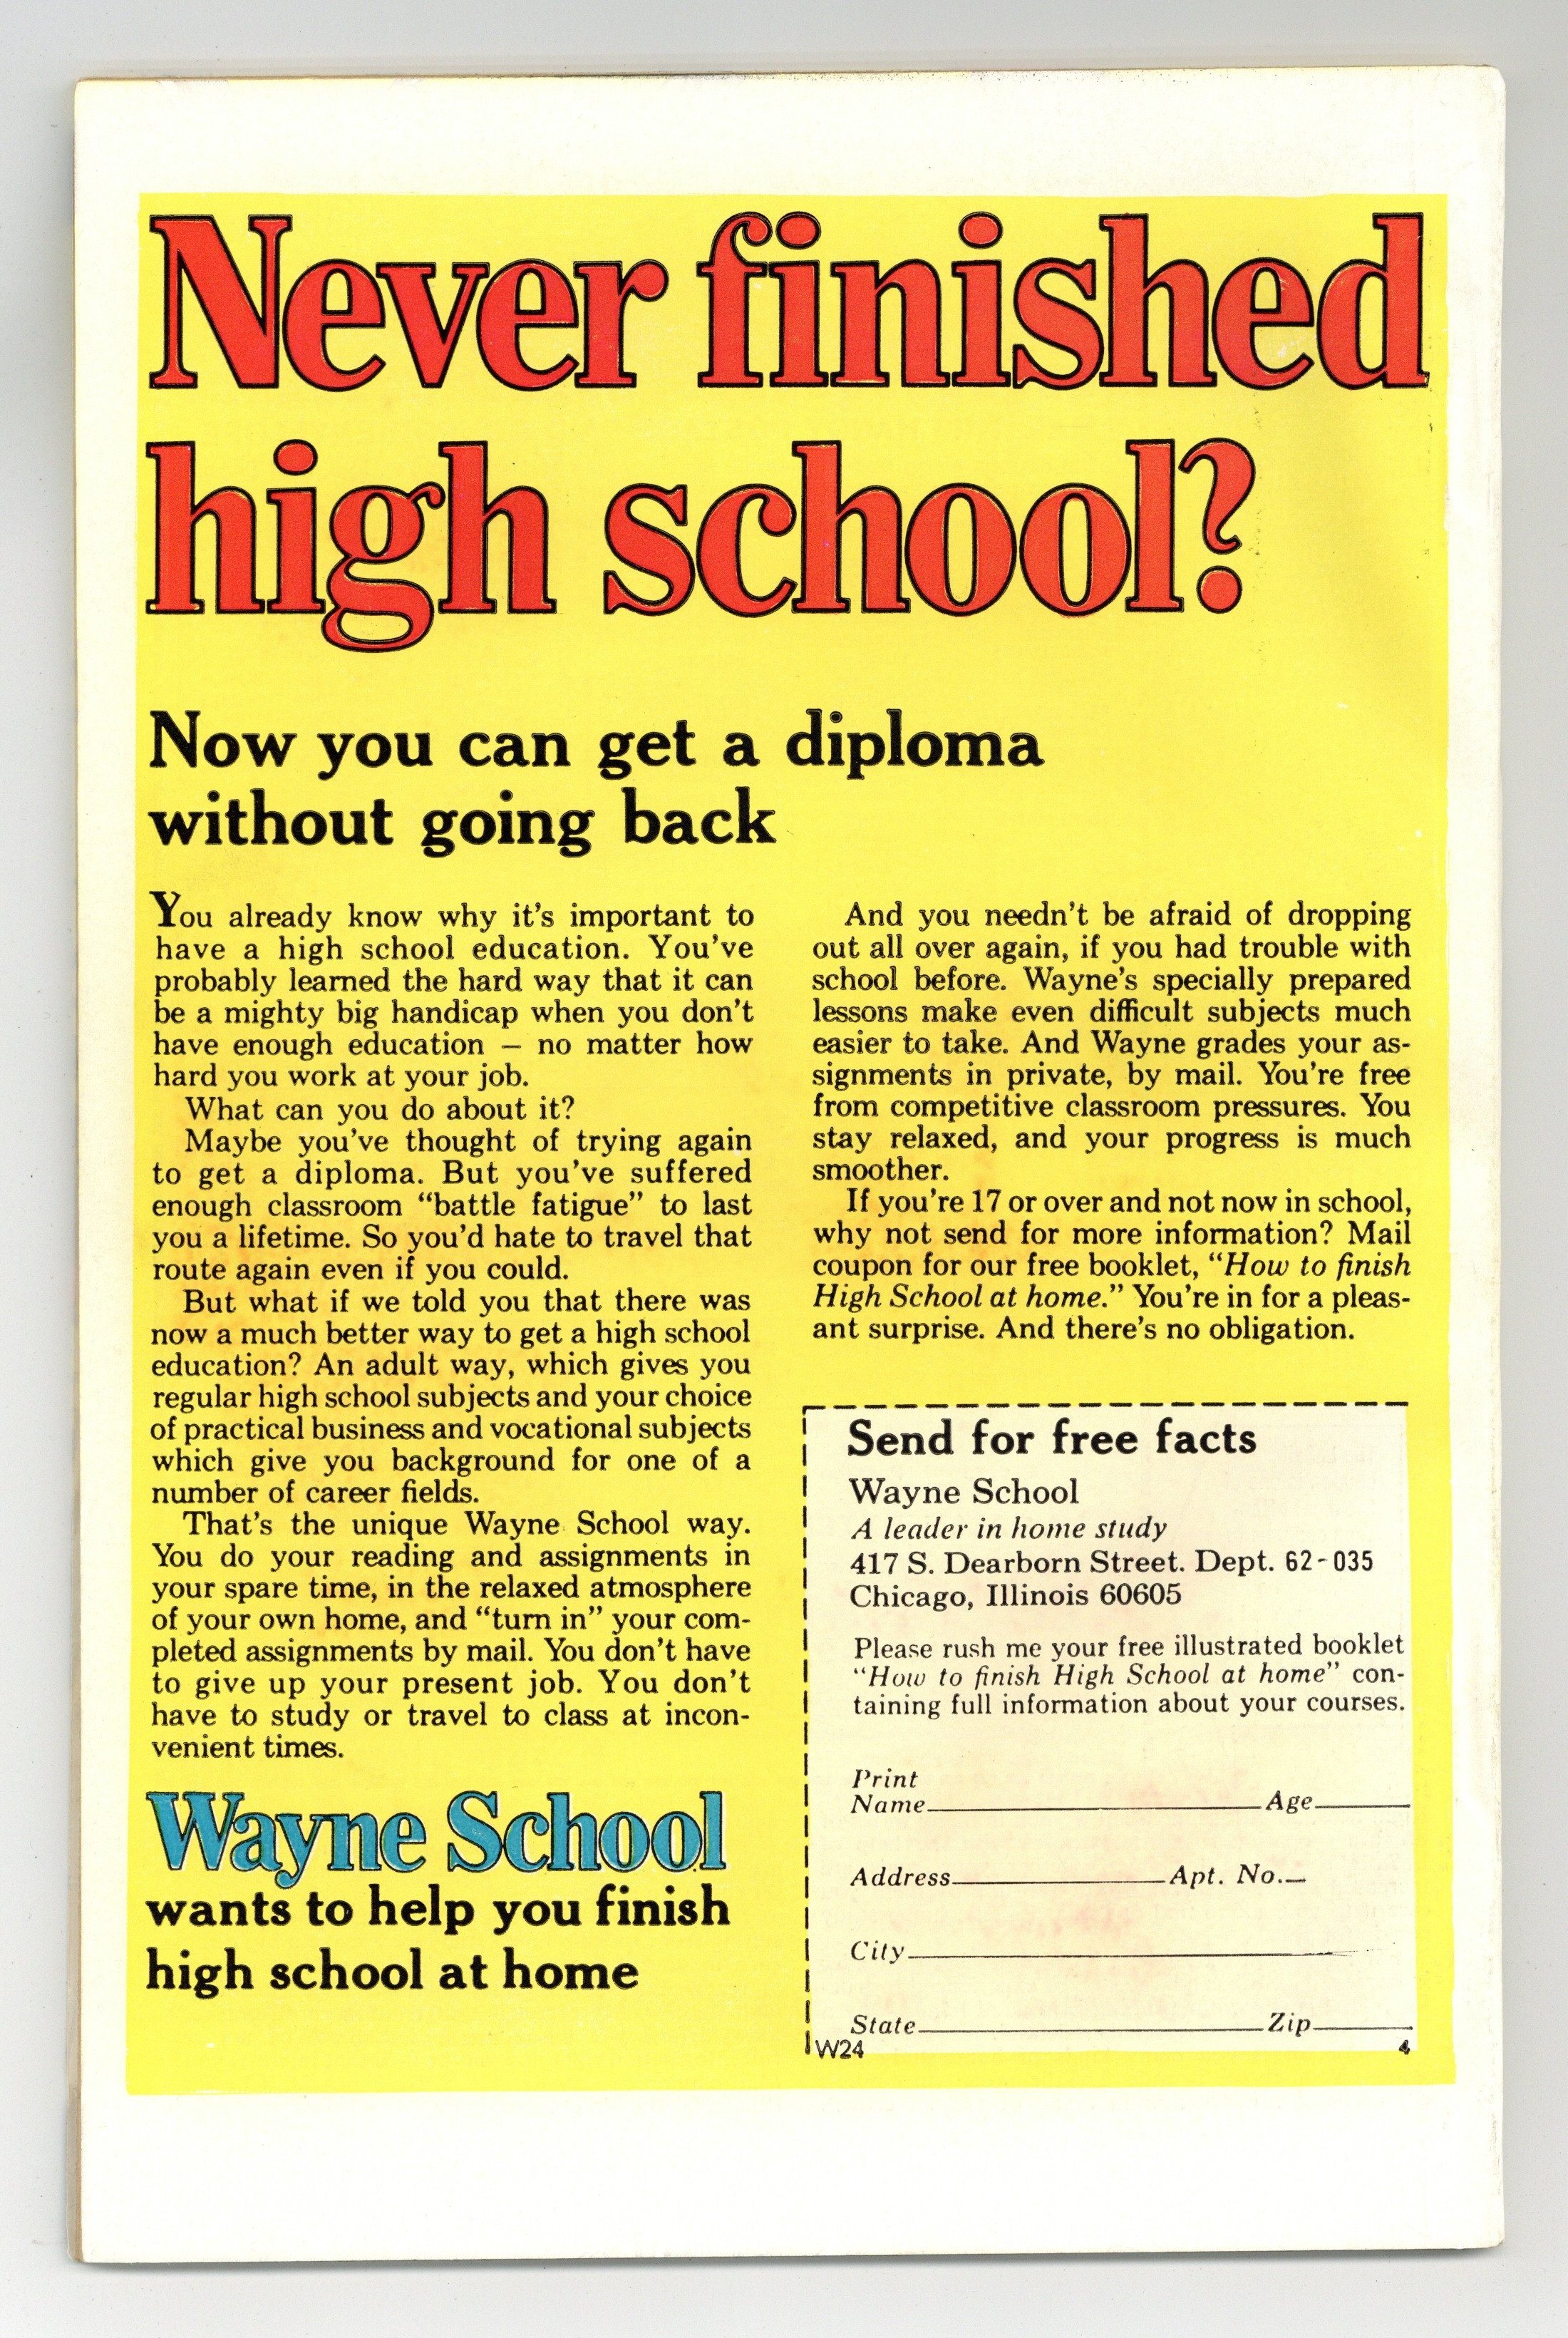 Never finished
high school?
Now you can get a diploma
without going back
You already know why it's important to
have a high school education. You've
probably learned the hard way that it can
be a mighty big handicap when you don't
have enough education — no matter how
hard you work at your job.
What can you do about it?
Maybe you've thought of trying again
to get a diploma. But you've suffered
enough classroom “battle fatigue” to last
you a lifetime. So you'd hate to travel that
route again even if you could.
But what if we told you that there was
now a much better way to get a high school
education? An adult way, which gives you
regular high school subjects and your choice
of practical business and vocational subjects
which give you background for one of a
number of career fields.
That's the unique Wayne School way.
You do your reading and assignments in
your spare time, in the relaxed atmosphere
of your own home, and “turn in” your com-
pleted assignments by mail. You don't have
to give up your present job. You don't
have to study or travel to class at incon-
venient times.
Wayne School
wants to help you finish
high school at home
And you needn't be afraid of dropping
out all over again, if you had trouble with
school before. Wayne's specially prepared
lessons make even difficult subjects much
easier to take. And Wayne grades your as-
signments in private, by mail. You're free
from competitive classroom pressures. You
stay relaxed, and your progress is much
smoother.
If you're 17 or over and not now in school,
why not send for more information? Mail
coupon for our free booklet, “How to finish
High School at home.” You're in for a pleas-
ant surprise. And there's no obligation.
Send for free facts
Wayne School
A leader in home study
417 S. Dearborn Street. Dept. 62-035
Chicago, Illinois 60605
Please rush me your free illustrated booklet
“How to finish High School at home” con-
taining full information about your courses.
Print
Name Age
Address Apt. No.
City
State Zip
W24 4